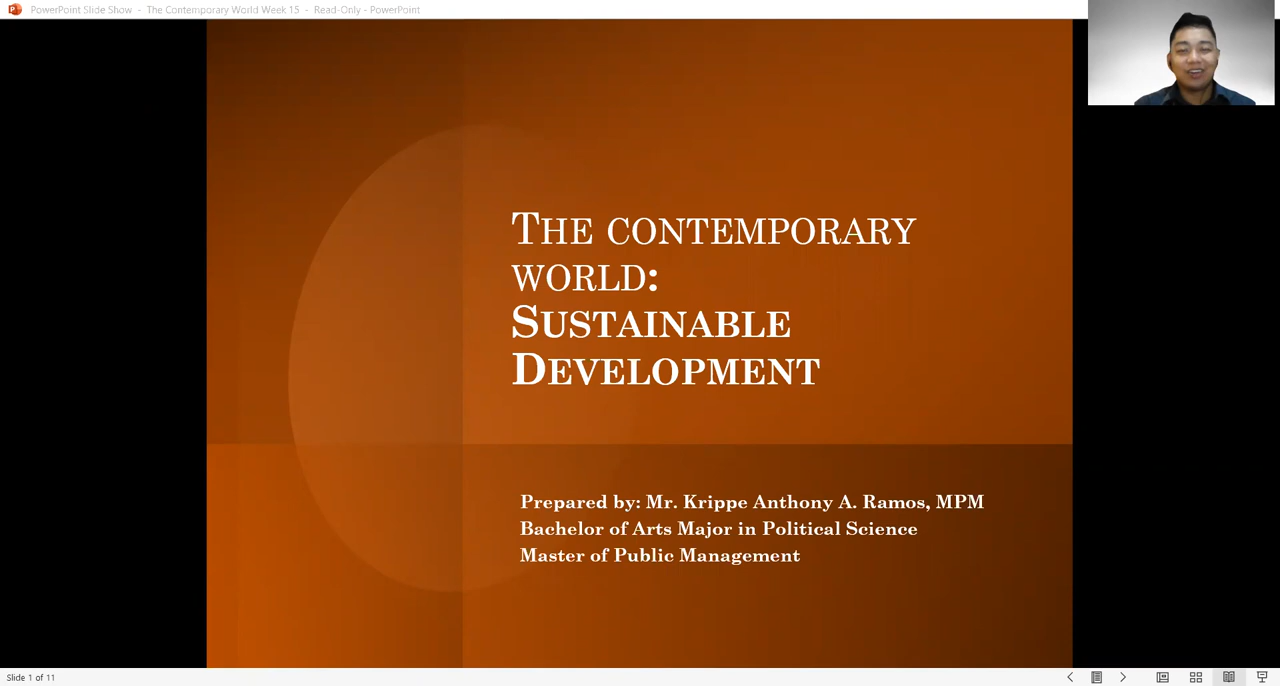 PowerPoint Slide Show - The Contemporary World Week 15 - Read-Only - PowerPoint
THE CONTEMPORARY
WORLD:
SUSTAINABLE
DEVELOPMENT
Prepared by: Mr. Krippe Anthony A. Ramos, MPM
Bachelor of Arts Major in Political Science
Master of Public Management
Slide 1 of 11